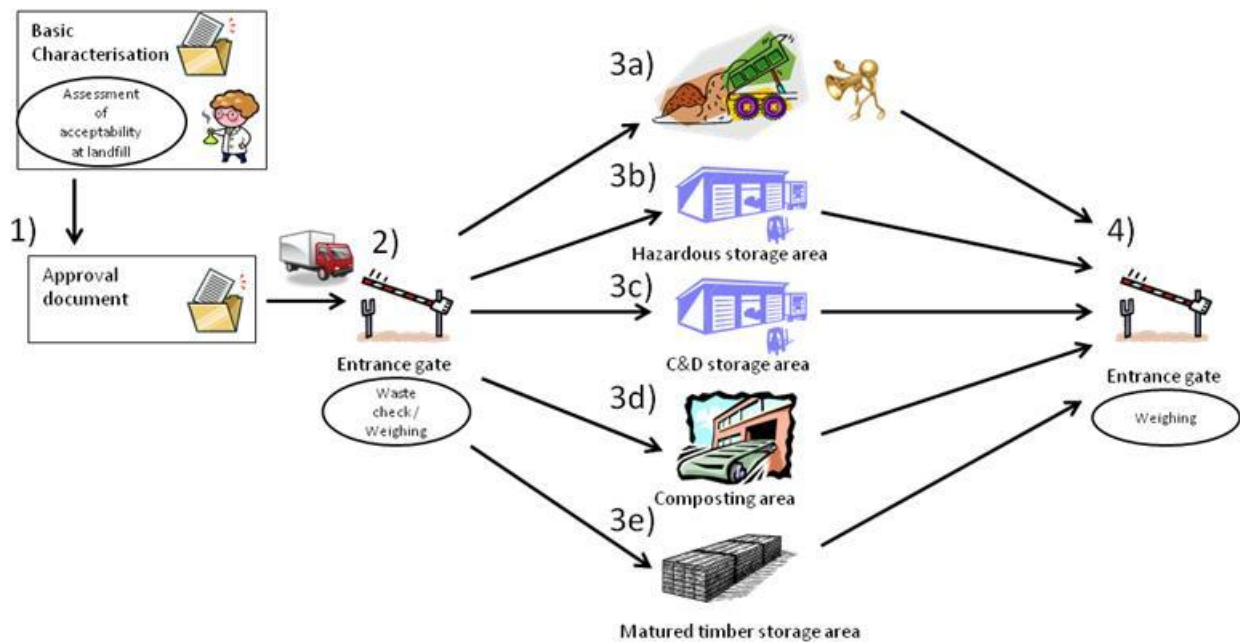 Basic
Characterisation
Assessment
of
acceptability
at landfill
1)
Approval
document
2)
Entrance gate
Waste
check /
Weighing
3a)
3b)
Hazardous storage area
3c)
C&D storage area
3d)
Composting area
3e)
Matured timber storage area
4)
Entrance gate
Weighing